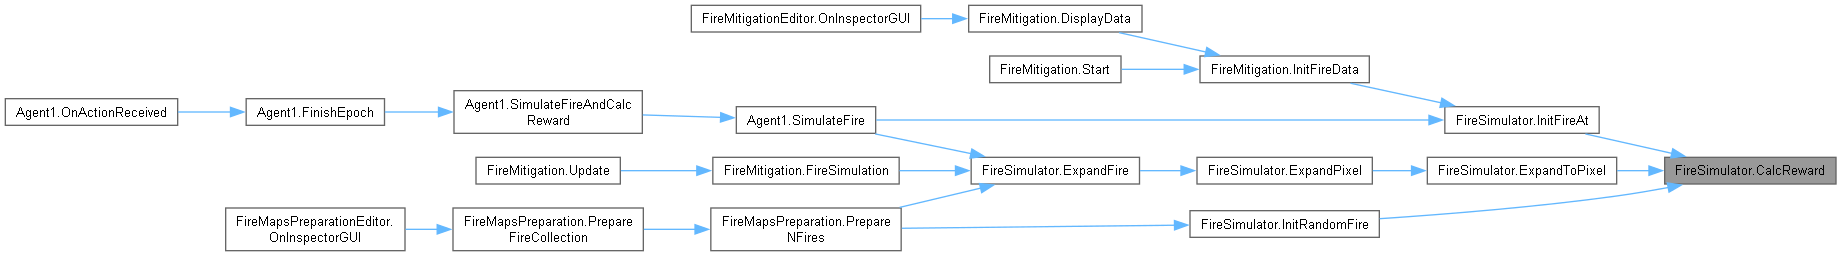 FireMitigationEditor.OnInspectorGUI
FireMitigation.DisplayData
FireMitigation.Start
FireMitigation.InitFireData
Agent1.OnActionReceived
Agent1.FinishEpoch
Agent1.SimulateFireAndCalc
Reward
Agent1.SimulateFire
FireSimulator.InitFireAt
FireMitigation.Update
FireMitigation.FireSimulation
FireSimulator.ExpandFire
FireSimulator.ExpandPixel
FireSimulator.ExpandToPixel
FireSimulator.CalcReward
FireMapsPreparationEditor.
OnInspectorGUI
FireMapsPreparation.Prepare
FireCollection
FireMapsPreparation.Prepare
NFires
FireSimulator.InitRandomFire